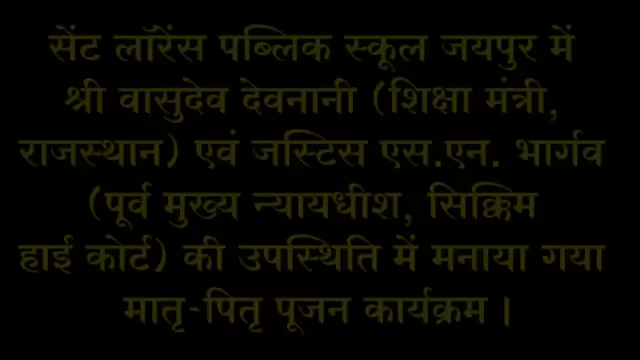 सेंट लॉरेंस पब्लिक स्कूल जयपुर में
श्री वासुदेव देवनानी (शिक्षा मंत्री,
राजस्थान) एवं जस्टिस एस.एन. भार्गव
(पूर्व मुख्य न्यायधीश, सिक्किम
हाई कोर्ट) की उपस्थिति में मनाया गया
मातृ-पितृ पूजन कार्यक्रम ।